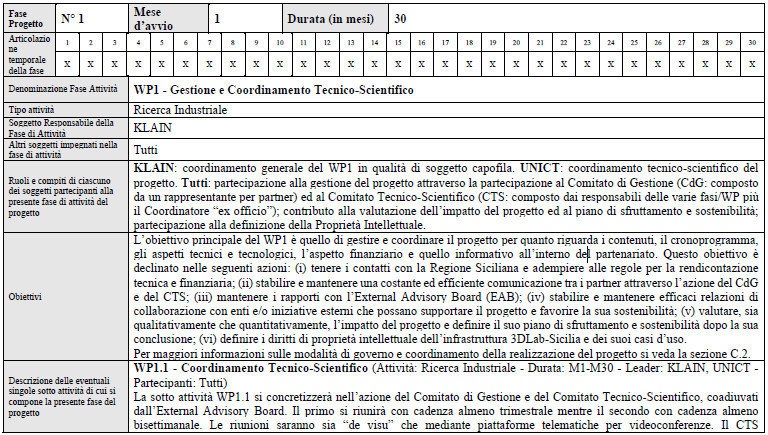 Fase
Progetto
N° 1
Mese
d'avvio
1
Durata (in mesi)
30
Articolazio
ne
temporale
della fase
1 2 3 4 5 6 7 8 9 10 11 12 13 14 15 16 17 18 19 20 21 22 23 24 25 26 27 28 29 30
X X X X X X X X X X X X X X X X X X X X X X X X X X X X X X
Denominazione Fase Attività
WP1 - Gestione e Coordinamento Tecnico-Scientifico
Tipo attività
Ricerca Industriale
Soggetto Responsabile della
Fase di Attività
KLAIN
Altri soggetti impegnati nella
fase di attività
Tutti
Ruoli e compiti di ciascuno
dei soggetti partecipanti alla
presente fase di attività del
progetto
KLAIN: coordinamento generale del WP1 in qualità di soggetto capofila. UNICT: coordinamento tecnico-scientifico del
progetto. Tutti: partecipazione alla gestione del progetto attraverso la partecipazione al Comitato di Gestione (CdG: composto
da un rappresentante per partner) ed al Comitato Tecnico-Scientifico (CTS: composto dai responsabili delle varie fasi/WP più
il Coordinatore "ex officio"); contributo alla valutazione dell'impatto del progetto ed al piano di sfruttamento e sostenibilità;
partecipazione alla definizione della Proprietà Intellettuale.
Obiettivi
L'obiettivo principale del WP1 è quello di gestire e coordinare il progetto per quanto riguarda i contenuti, il cronoprogramma,
gli aspetti tecnici e tecnologici, l'aspetto finanziario e quello informativo all'interno del partenariato. Questo obiettivo è
declinato nelle seguenti azioni: (i) tenere i contatti con la Regione Siciliana e adempiere alle regole per la rendicontazione
tecnica e finanziaria; (ii) stabilire e mantenere una costante ed efficiente comunicazione tra i partner attraverso l'azione del CdG
e del CTS; (iii) mantenere i rapporti con l'External Advisory Board (EAB); (iv) stabilire e mantenere efficaci relazioni di
collaborazione con enti e/o iniziative esterni che possano supportare il progetto e favorire la sua sostenibilità; (v) valutare, sia
qualitativamente che quantitativamente, l'impatto del progetto e definire il suo piano di sfruttamento e sostenibilità dopo la sua
conclusione; (vi) definire i diritti di proprietà intellettuale dell'infrastruttura 3DLab-Sicilia e dei suoi casi d'uso.
Per maggiori informazioni sulle modalità di governo e coordinamento della realizzazione del progetto si veda la sezione C.2.
Descrizione delle eventuali
singole sotto attività di cui si
compone la presente fase del
progetto
WP1.1 - Coordinamento Tecnico-Scientifico (Attività: Ricerca Industriale - Durata: M1-M30 - Leader: KLAIN, UNICT -
Partecipanti: Tutti)
La sotto attività WP1.1 si concretizzerà nell'azione del Comitato di Gestione e del Comitato Tecnico-Scientifico, coadiuvati
dall'External Advisory Board. Il primo si riunirà con cadenza almeno trimestrale mentre il secondo con cadenza almeno
bisettimanale. Le riunioni saranno sia "de visu" che mediante piattaforme telematiche per videoconferenze. Il CTS